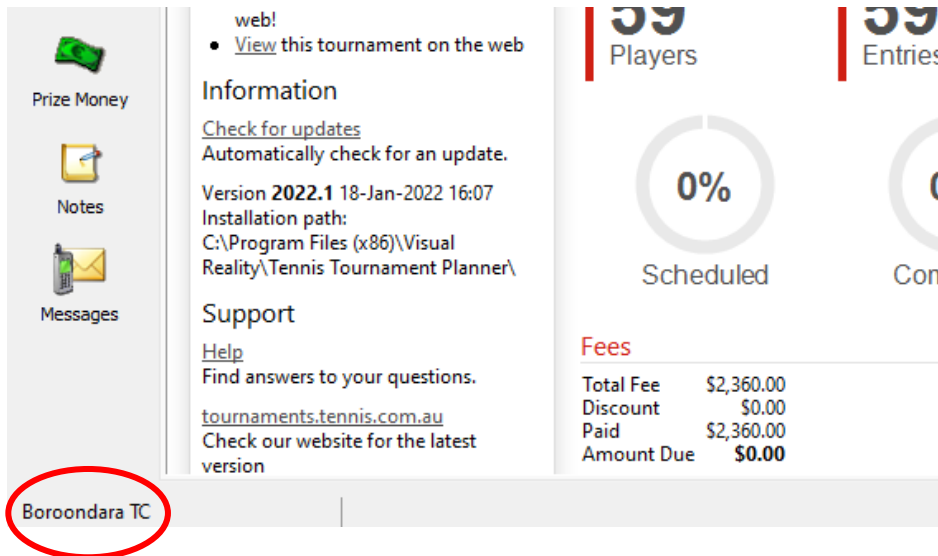 Prize Money
Notes
Messages
web!
View this tournament on the web
Information
Check for updates
Automatically check for an update.
Version 2022.1 18-Jan-2022 16:07
Installation path:
C:\Program Files (x86)\Visual
Reality\Tennis Tournament Planner\
Support
Help
Find answers to your questions.
tournaments.tennis.com.au
Check our website for the latest
version
59
Players
59
Entries
0%
Scheduled
Fees
Total Fee $2,360.00
Discount $0.00
Paid $2,360.00
Amount Due $0.00
Boroondara TC